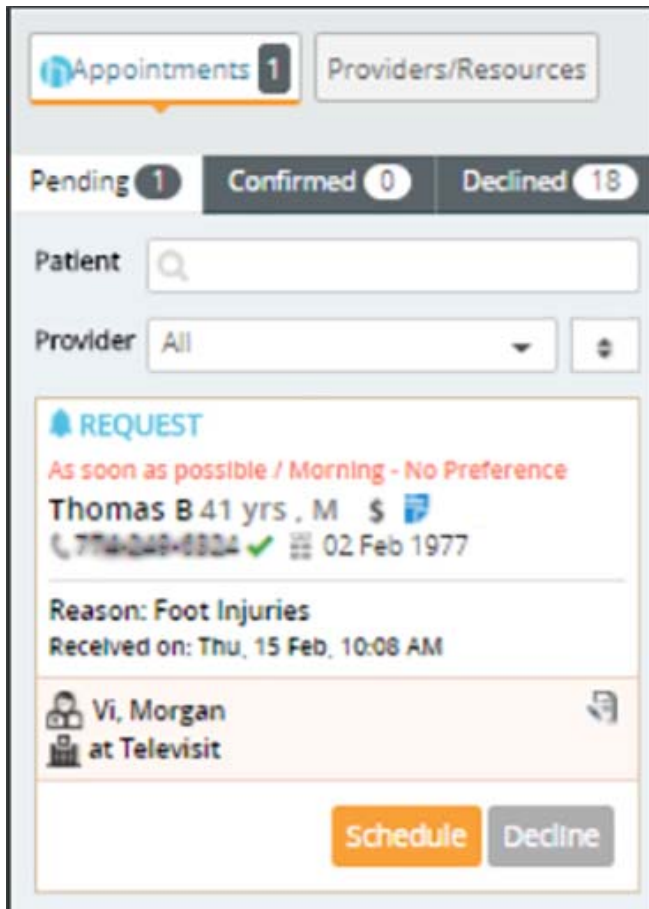 Appointments 1 Providers/Resources
Pending 1 Confirmed 0 Declined 18
Patient
Provider All
REQUEST
As soon as possible / Morning - No Preference
Thomas B 41 yrs , M $
02 Feb 1977
Reason: Foot Injuries
Received on: Thu, 15 Feb, 10:08 AM
Vi, Morgan
at Televisit
Schedule Decline